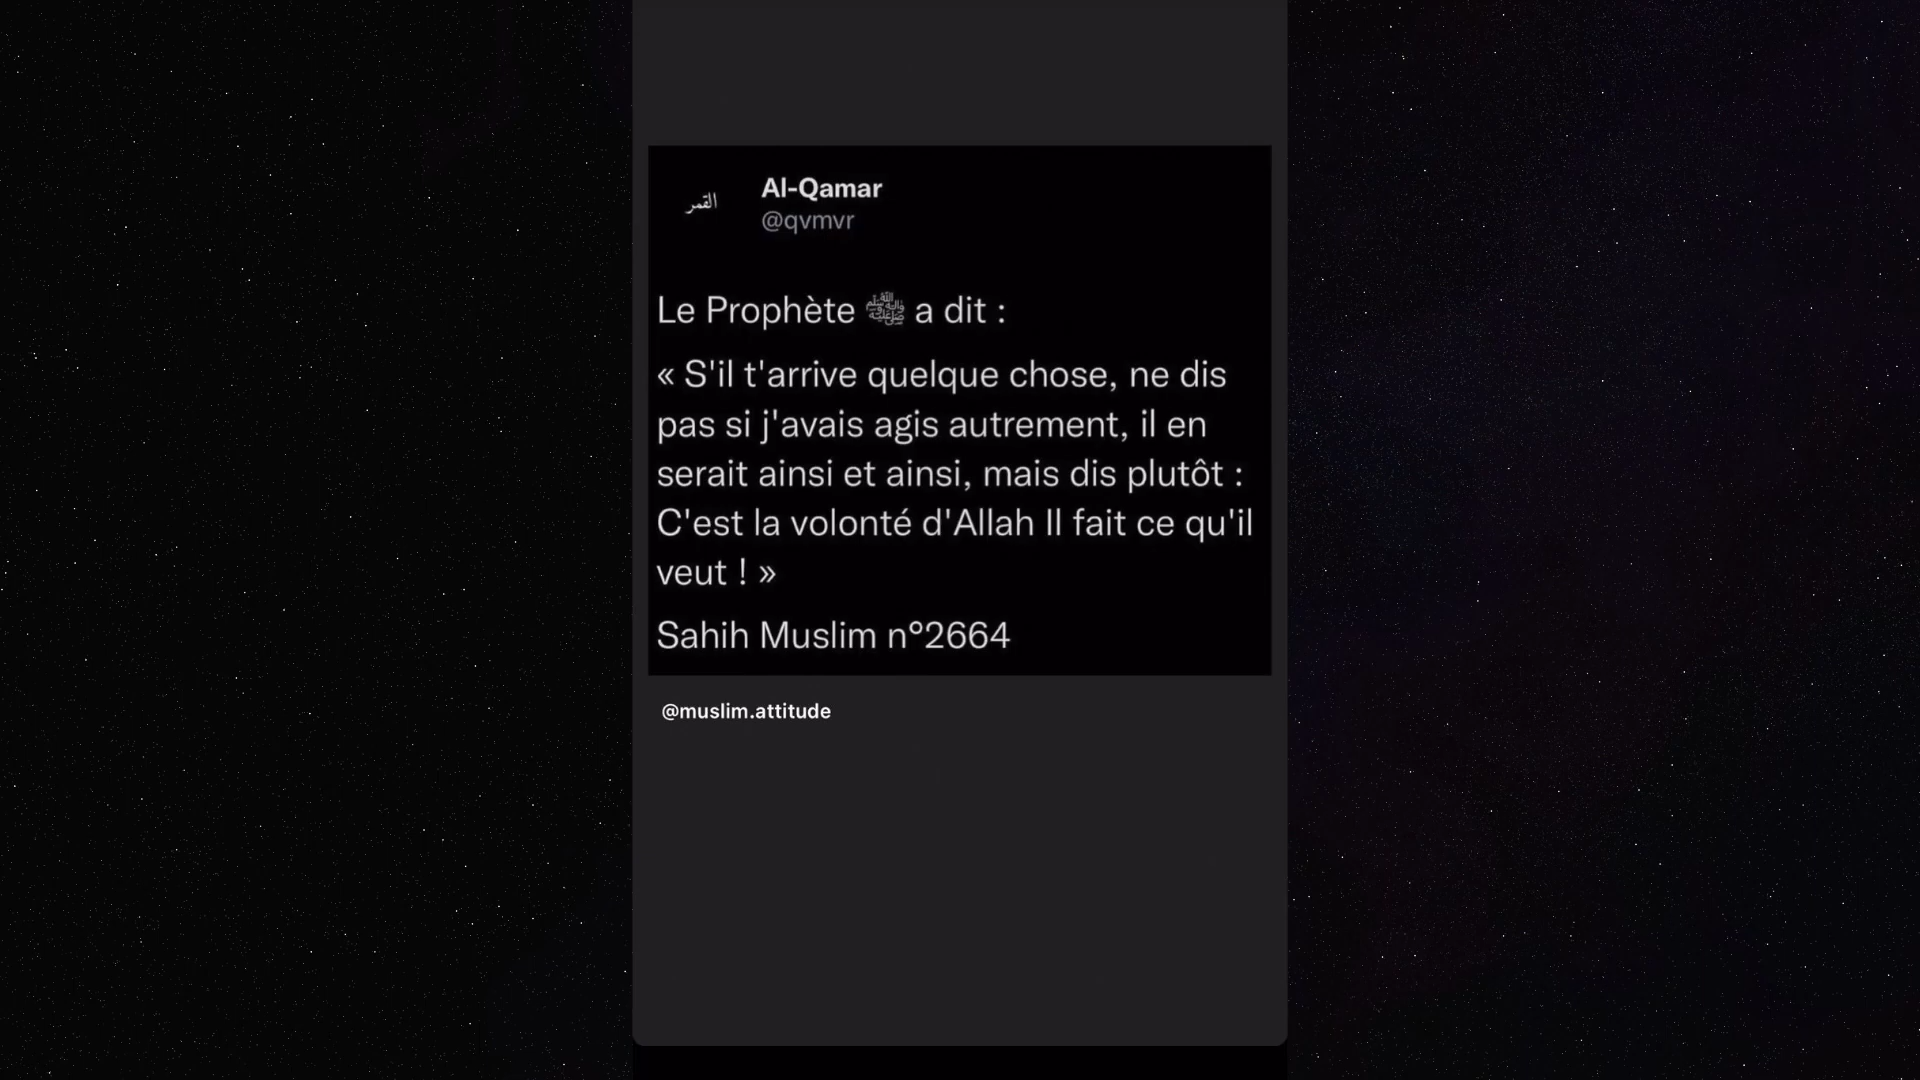 القمر
Al-Qamar
@qvmvr
Le Prophète ﷺ a dit :
« S'il t'arrive quelque chose, ne dis
pas si j'avais agis autrement, il en
serait ainsi et ainsi, mais dis plutôt :
C'est la volonté d'Allah Il fait ce qu'il
veut ! »
Sahih Muslim n°2664
@muslim.attitude